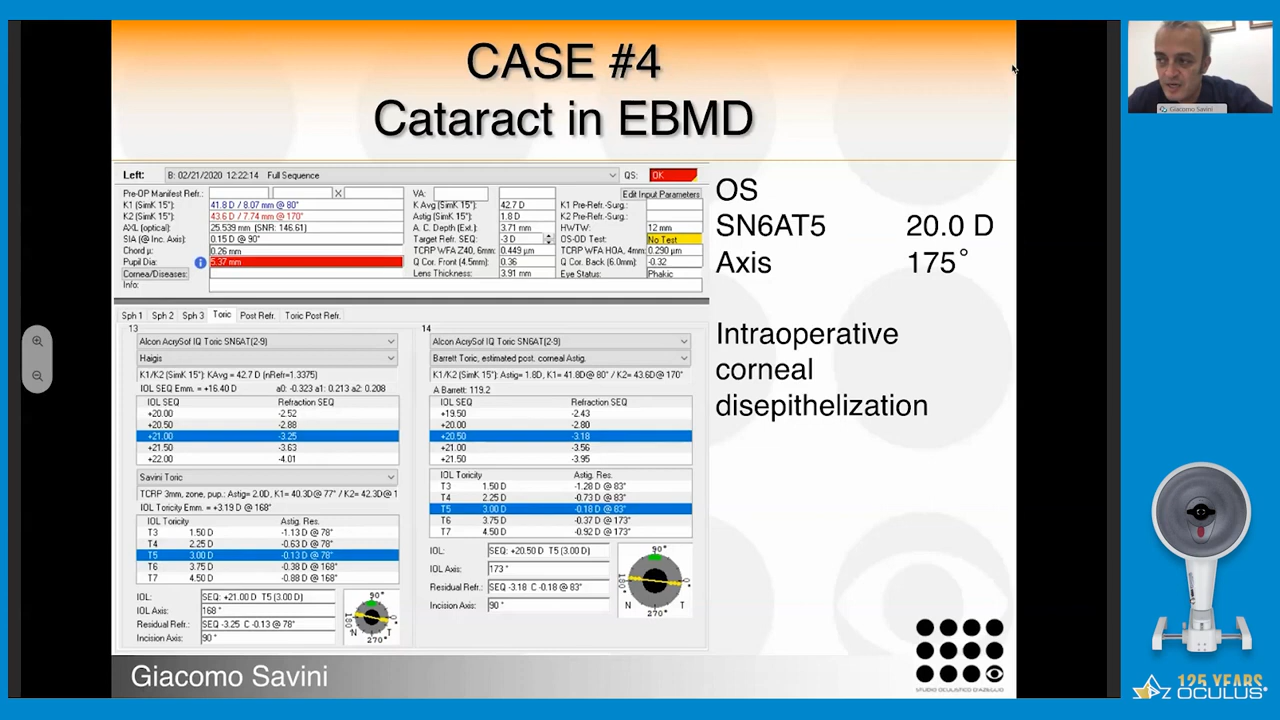 CASE #4
Cataract in EBMD
Giacomo Savini
Left: B: 02/21/2020 12:22:14 Full Sequence QS: OK
Pre-OP Manifest Refr.: X VA: Edit Input Parameters
K1 (SimK 15°): 41.8 D / 8.07 mm @ 80° K Avg (SimK 15°): 42.7 D K1 Pre-Refr.-Surg.:
K2 (SimK 15°): 43.6 D / 7.74 mm @ 170° Astig (SimK 15°): 1.8 D K2 Pre-Refr.-Surg.:
AXL (optical): 25.539 mm (SNR: 146.61) A. C. Depth (Ext.): 3.71 mm HWTW: 12 mm
SIA (@ Inc. Axis): 0.15 D @ 90° Target Refr. SEQ: -3 D OS-OD Test: No Test
Chord µ: 0.26 mm TCRP WFA Z40, 6mm: 0.449 µm TCRP WFA HOA, 4mm: 0.290 µm
Pupil Dia: 5.37 mm Q Cor. Front (4.5mm): 0.36 Q Cor. Back (6.0mm): -0.32
Cornea/Diseases: Lens Thickness: 3.91 mm Eye Status: Phakic
Info:
Sph 1 Sph 2 Sph 3 Toric Post Refr. Toric Post Refr.
13
Alcon AcrySof IQ Toric SN6AT(2-9)
Haigis
K1/K2 (SimK 15°): KAvg = 42.7 D (nRefr=1.3375)
IOL SEQ Emm. = +16.40 D a0: -0.323 a1: 0.213 a2: 0.208
IOL SEQ Refraction SEQ
+20.00 -2.52
+20.50 -2.88
+21.00 -3.25
+21.50 -3.63
+22.00 -4.01
Savini Toric
TCRP 3mm, zone, pup.: Astig= 2.0D, K1= 40.3D@ 77° / K2= 42.3D@ 1
IOL Toricity Emm. = +3.19 D @ 168°
IOL Toricity Astig. Res.
T3 1.50 D -1.13 D @ 78°
T4 2.25 D -0.63 D @ 78°
T5 3.00 D -0.13 D @ 78°
T6 3.75 D -0.38 D @ 168°
T7 4.50 D -0.88 D @ 168°
IOL: SEQ: +21.00 D T5 (3.00 D)
IOL Axis: 168 °
Residual Refr.: SEQ -3.25 C -0.13 @ 78°
Incision Axis: 90 °
90°
180° 0°
N T
270°
14
Alcon AcrySof IQ Toric SN6AT(2-9)
Barrett Toric, estimated post. corneal Astig.
K1/K2 (SimK 15°): Astig= 1.8D, K1= 41.8D@ 80° / K2= 43.6D@ 170°
A Barrett: 119.2
IOL SEQ Refraction SEQ
+19.50 -2.43
+20.00 -2.80
+20.50 -3.18
+21.00 -3.56
+21.50 -3.95
IOL Toricity Astig. Res.
T3 1.50 D -1.28 D @ 83°
T4 2.25 D -0.73 D @ 83°
T5 3.00 D -0.18 D @ 83°
T6 3.75 D -0.37 D @ 173°
T7 4.50 D -0.92 D @ 173°
IOL: SEQ: +20.50 D T5 (3.00 D)
IOL Axis: 173 °
Residual Refr.: SEQ -3.18 C -0.18 @ 83°
Incision Axis: 90 °
90°
180° 0°
N T
270°
OS
SN6AT5 20.0 D
Axis 175°
Intraoperative
corneal
disepithelization
Giacomo Savini
STUDIO OCULISTICO D'AZEGLIO
125 YEARS
OCULUS®